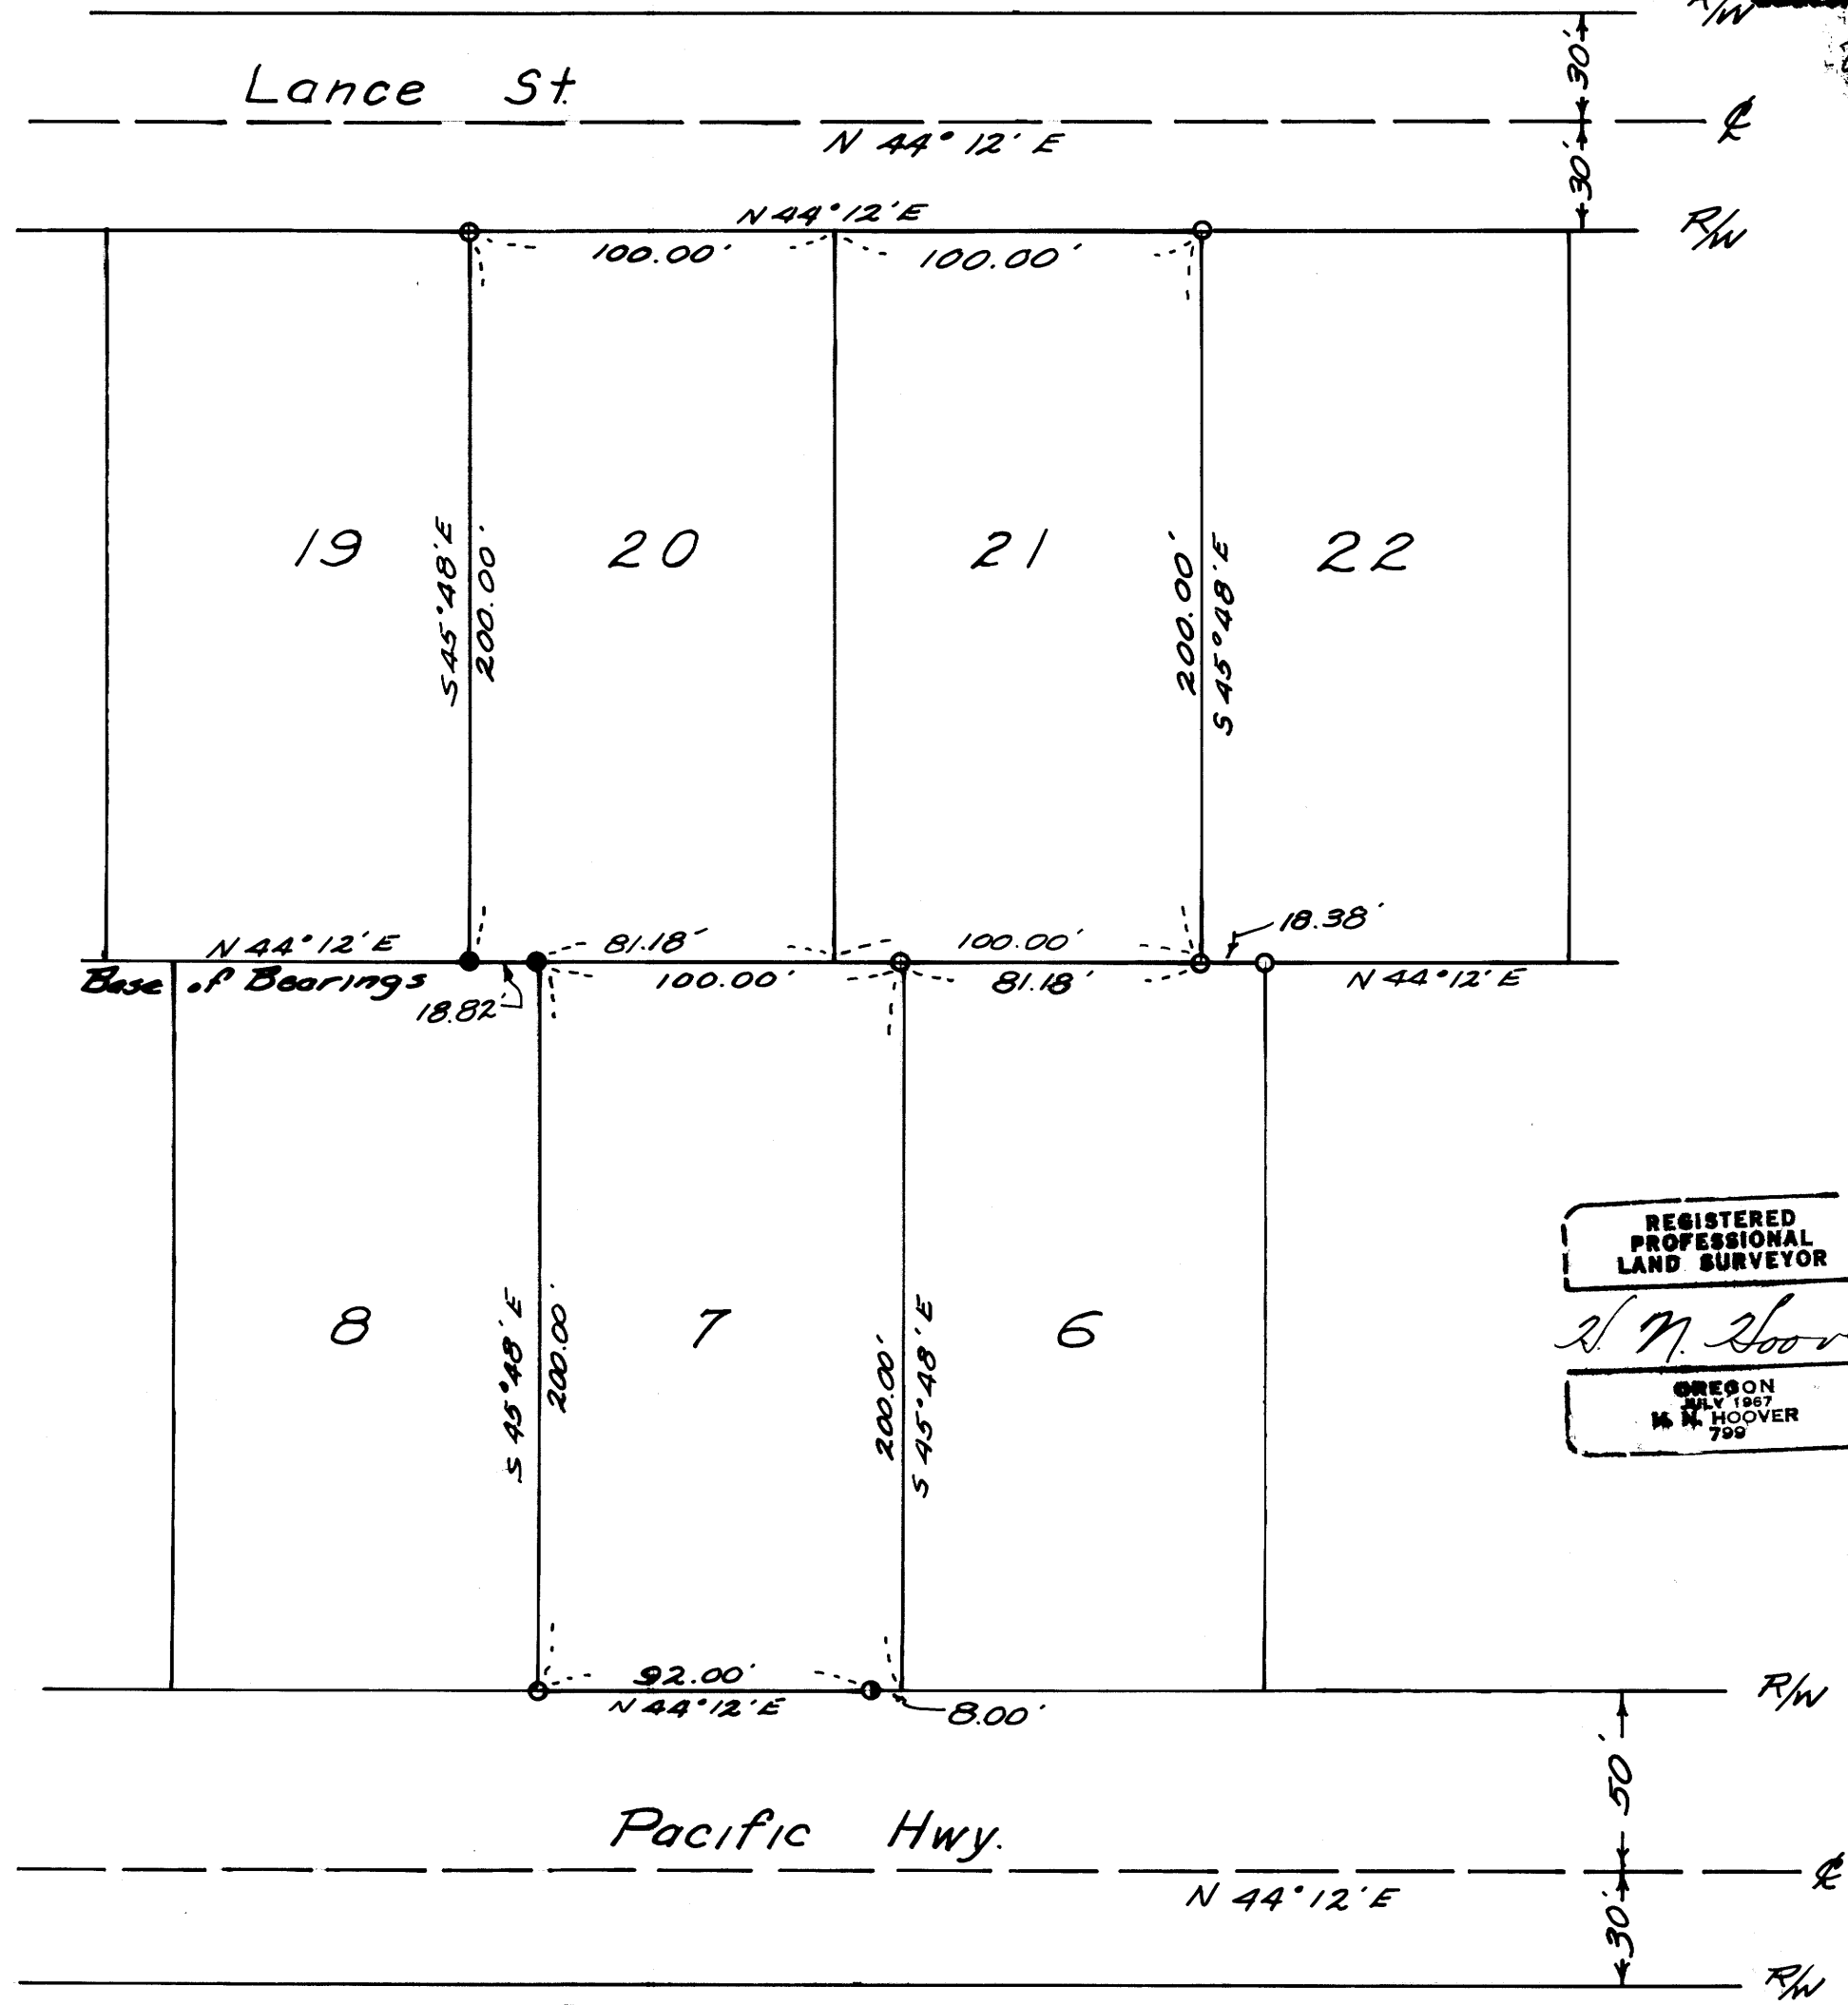 R/W
Lance St.
30'
℄
N 44° 12' E
30'
N 44° 12' E
R/W
100.00'
100.00'
19
20
21
22
S 45° 48' E
200.00'
200.00'
S 45° 48' E
18.38'
N 44° 12' E
81.18'
100.00'
Base of Bearings
100.00'
81.18'
N 44° 12' E
18.82'
REGISTERED
PROFESSIONAL
LAND SURVEYOR
8
7
6
S 45° 48' E
200.00'
200.00'
S 45° 48' E
H. N. Hoov
OREGON
JULY 1967
H. N. HOOVER
799
92.00'
R/W
N 44° 12' E
8.00'
50'
Pacific Hwy.
℄
N 44° 12' E
30'
R/W